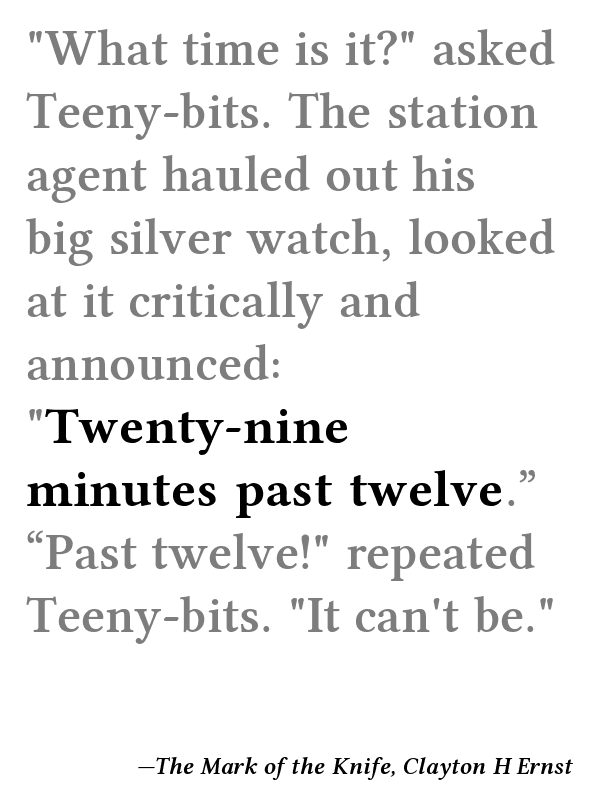 "What time is it?" asked
Teeny-bits. The station
agent hauled out his
big silver watch, looked
at it critically and
announced:
"Twenty-nine
minutes past twelve.”
“Past twelve!" repeated
Teeny-bits. "It can't be."
—The Mark of the Knife, Clayton H Ernst